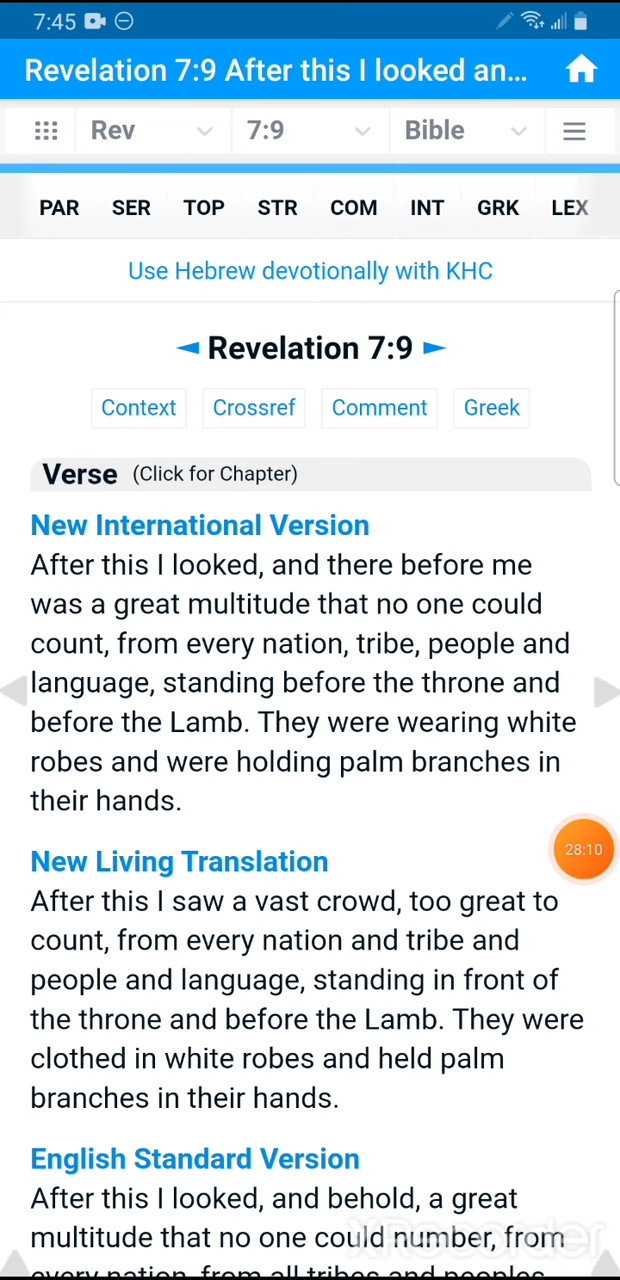 7:45
Revelation 7:9 After this I looked an...
Rev 7:9 Bible
PAR SER TOP STR COM INT GRK LEX
Use Hebrew devotionally with KHC
◄ Revelation 7:9 ►
Context Crossref Comment Greek
Verse (Click for Chapter)
New International Version
After this I looked, and there before me
was a great multitude that no one could
count, from every nation, tribe, people and
language, standing before the throne and
before the Lamb. They were wearing white
robes and were holding palm branches in
their hands.
28:10
New Living Translation
After this I saw a vast crowd, too great to
count, from every nation and tribe and
people and language, standing in front of
the throne and before the Lamb. They were
clothed in white robes and held palm
branches in their hands.
English Standard Version
After this I looked, and behold, a great
multitude that no one could number, from
XRecorder
every nation, from all tribes and peoples